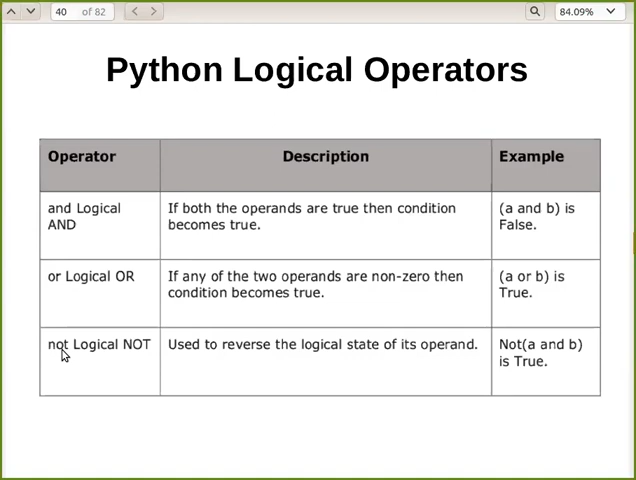 40 of 82
84.09%
Python Logical Operators
Operator Description Example
and Logical If both the operands are true then condition (a and b) is
AND becomes true. False.
or Logical OR If any of the two operands are non-zero then (a or b) is
condition becomes true. True.
not Logical NOT Used to reverse the logical state of its operand. Not(a and b)
is True.